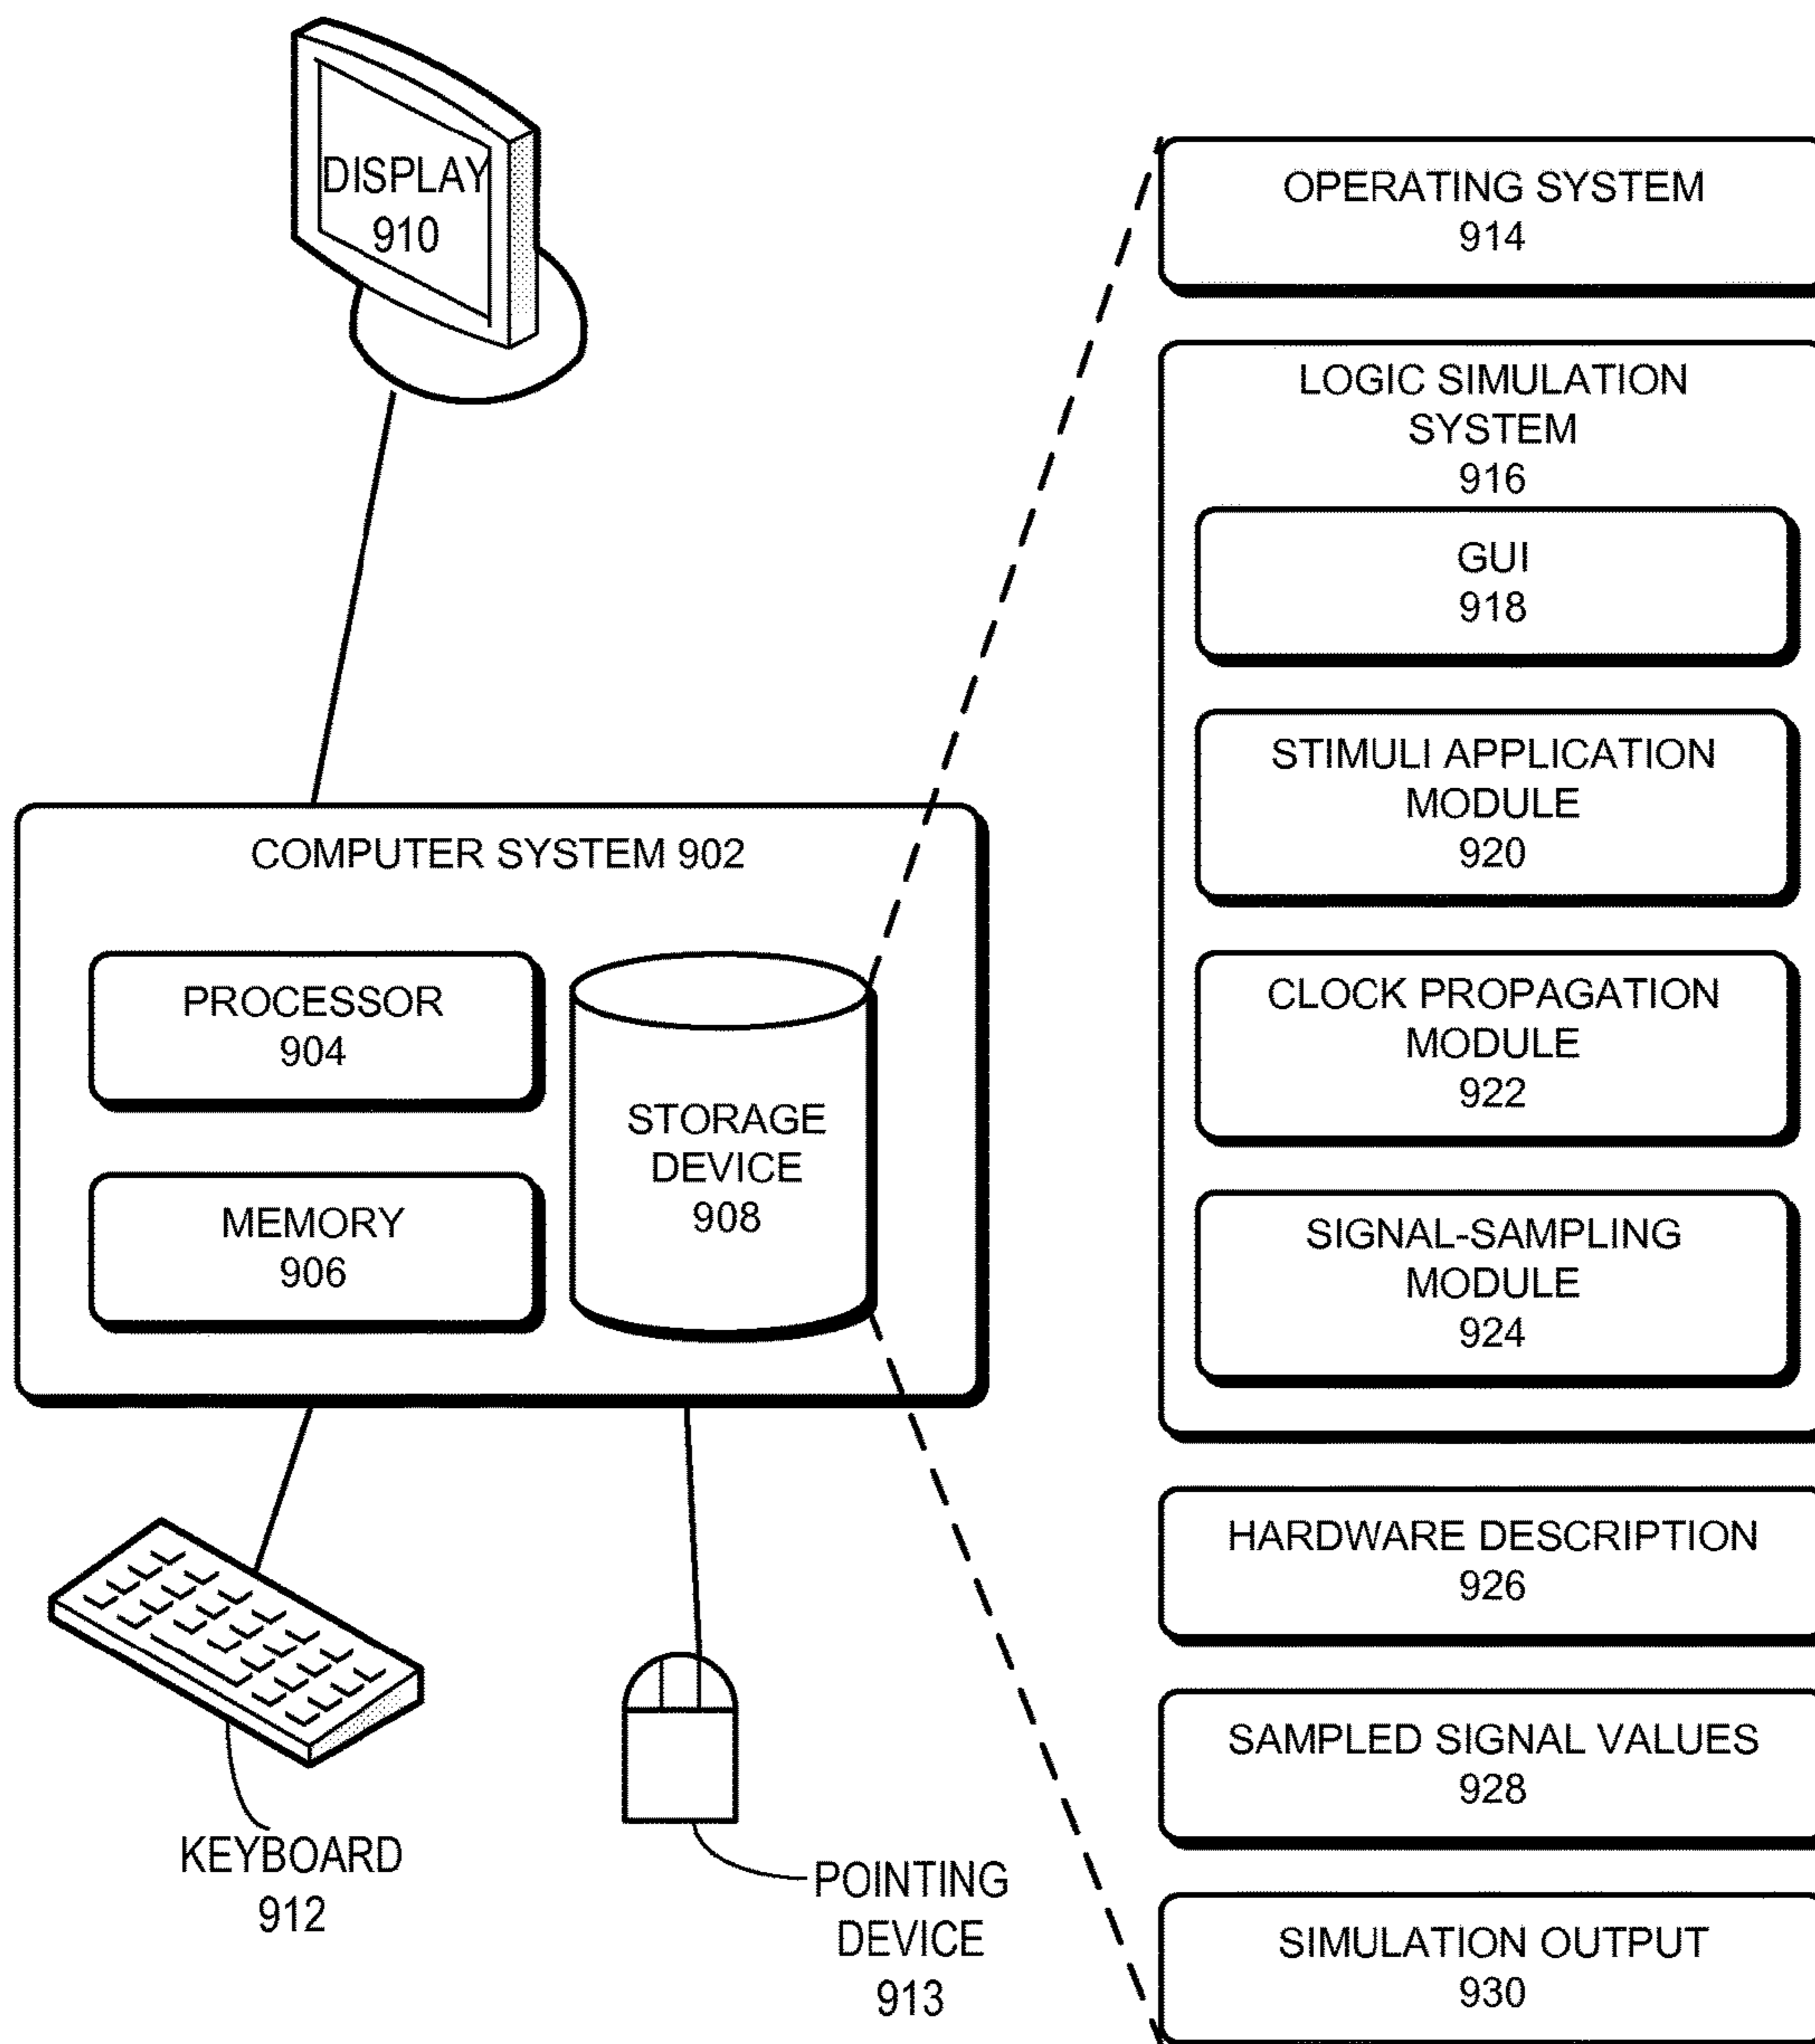 DISPLAY
910
COMPUTER SYSTEM 902
PROCESSOR
904
MEMORY
906
STORAGE
DEVICE
908
KEYBOARD
912
POINTING
DEVICE
913
OPERATING SYSTEM
914
LOGIC SIMULATION
SYSTEM
916
GUI
918
STIMULI APPLICATION
MODULE
920
CLOCK PROPAGATION
MODULE
922
SIGNAL-SAMPLING
MODULE
924
HARDWARE DESCRIPTION
926
SAMPLED SIGNAL VALUES
928
SIMULATION OUTPUT
930